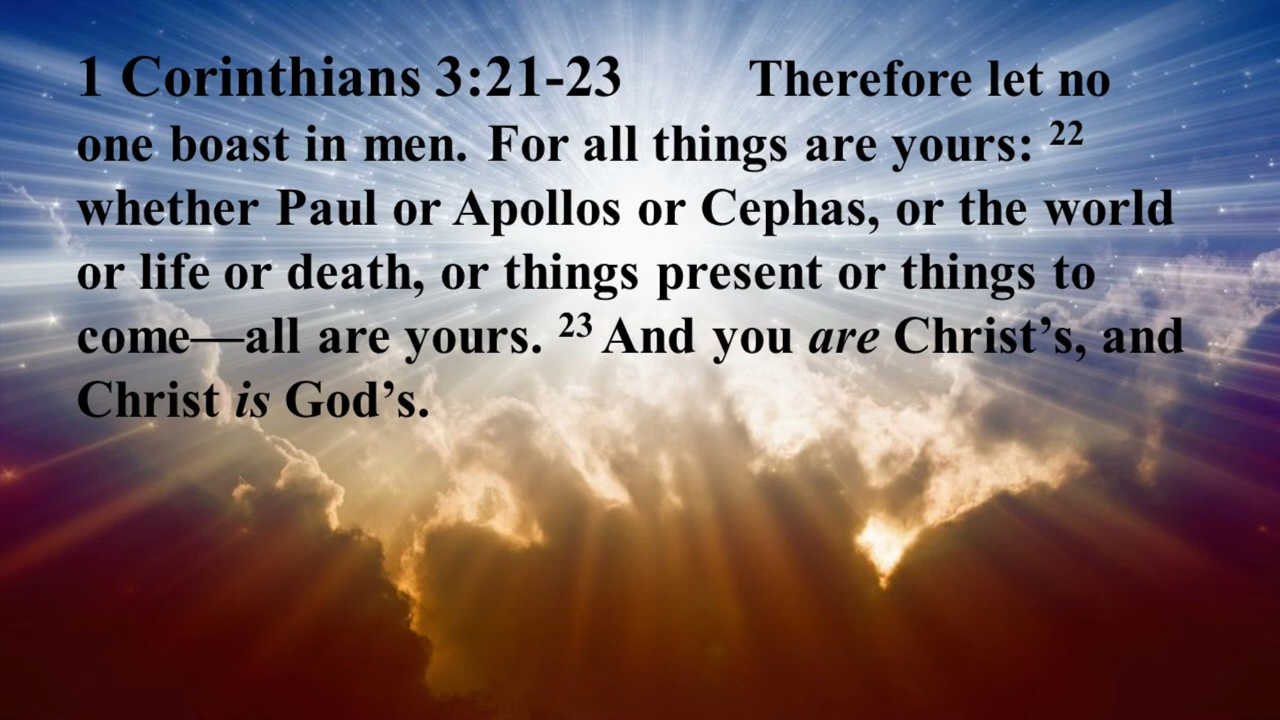 1 Corinthians 3:21-23 Therefore let no
one boast in men. For all things are yours: 22
whether Paul or Apollos or Cephas, or the world
or life or death, or things present or things to
come—all are yours. 23 And you are Christ’s, and
Christ is God’s.